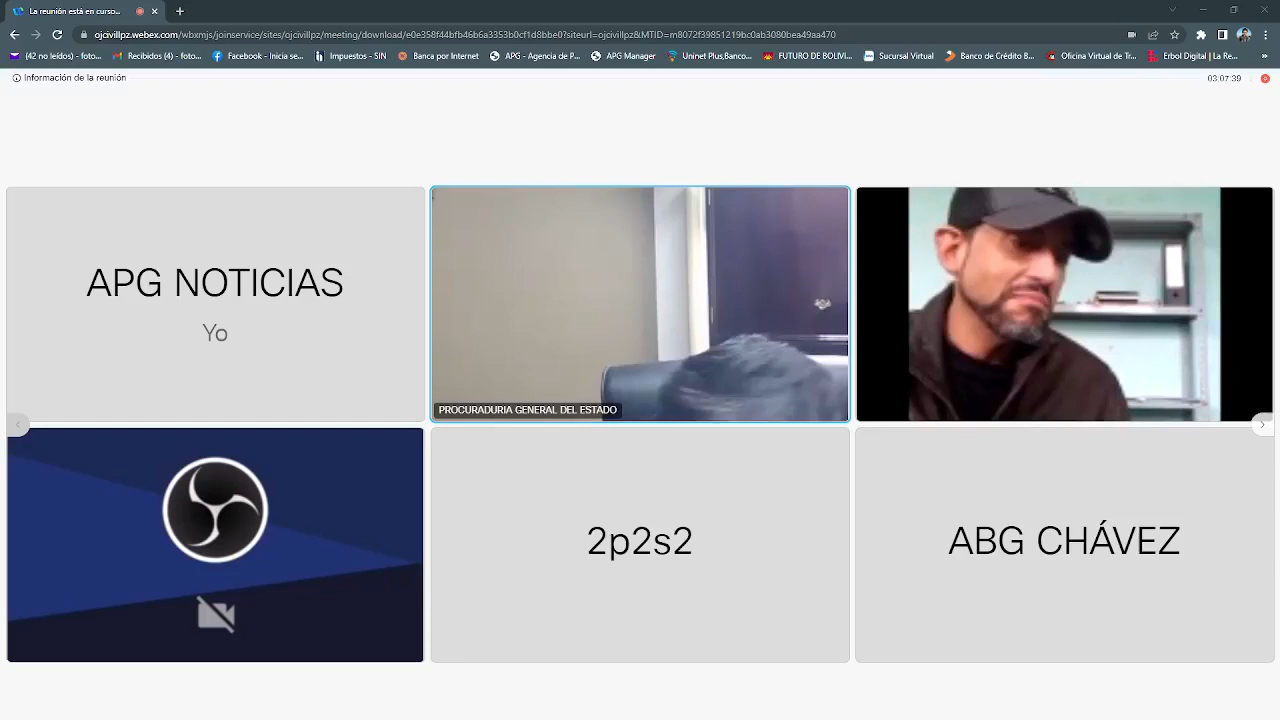 La reunión está en curso...
ojcivillpz.webex.com/wbxmjs/joinservice/sites/ojcivillpz/meeting/download/e0e358f44bfb46b6a3353b0cf1d8bbe0?siteurl=ojcivillpz&MTID=m8072f39851219bc0ab3080bea49aa470
(42 no leídos) - foto...
Recibidos (4) - foto...
Facebook - Inicia se...
Impuestos - SIN
Banca por Internet
APG - Agencia de P...
APG Manager
Uninet Plus,Banco...
FUTURO DE BOLIVI...
Sucursal Virtual
Banco de Crédito B...
Oficina Virtual de Tr...
Erbol Digital | La Re...
Información de la reunión
03:07:39
APG NOTICIAS
Yo
PROCURADURIA GENERAL DEL ESTADO
2p2s2
ABG CHÁVEZ